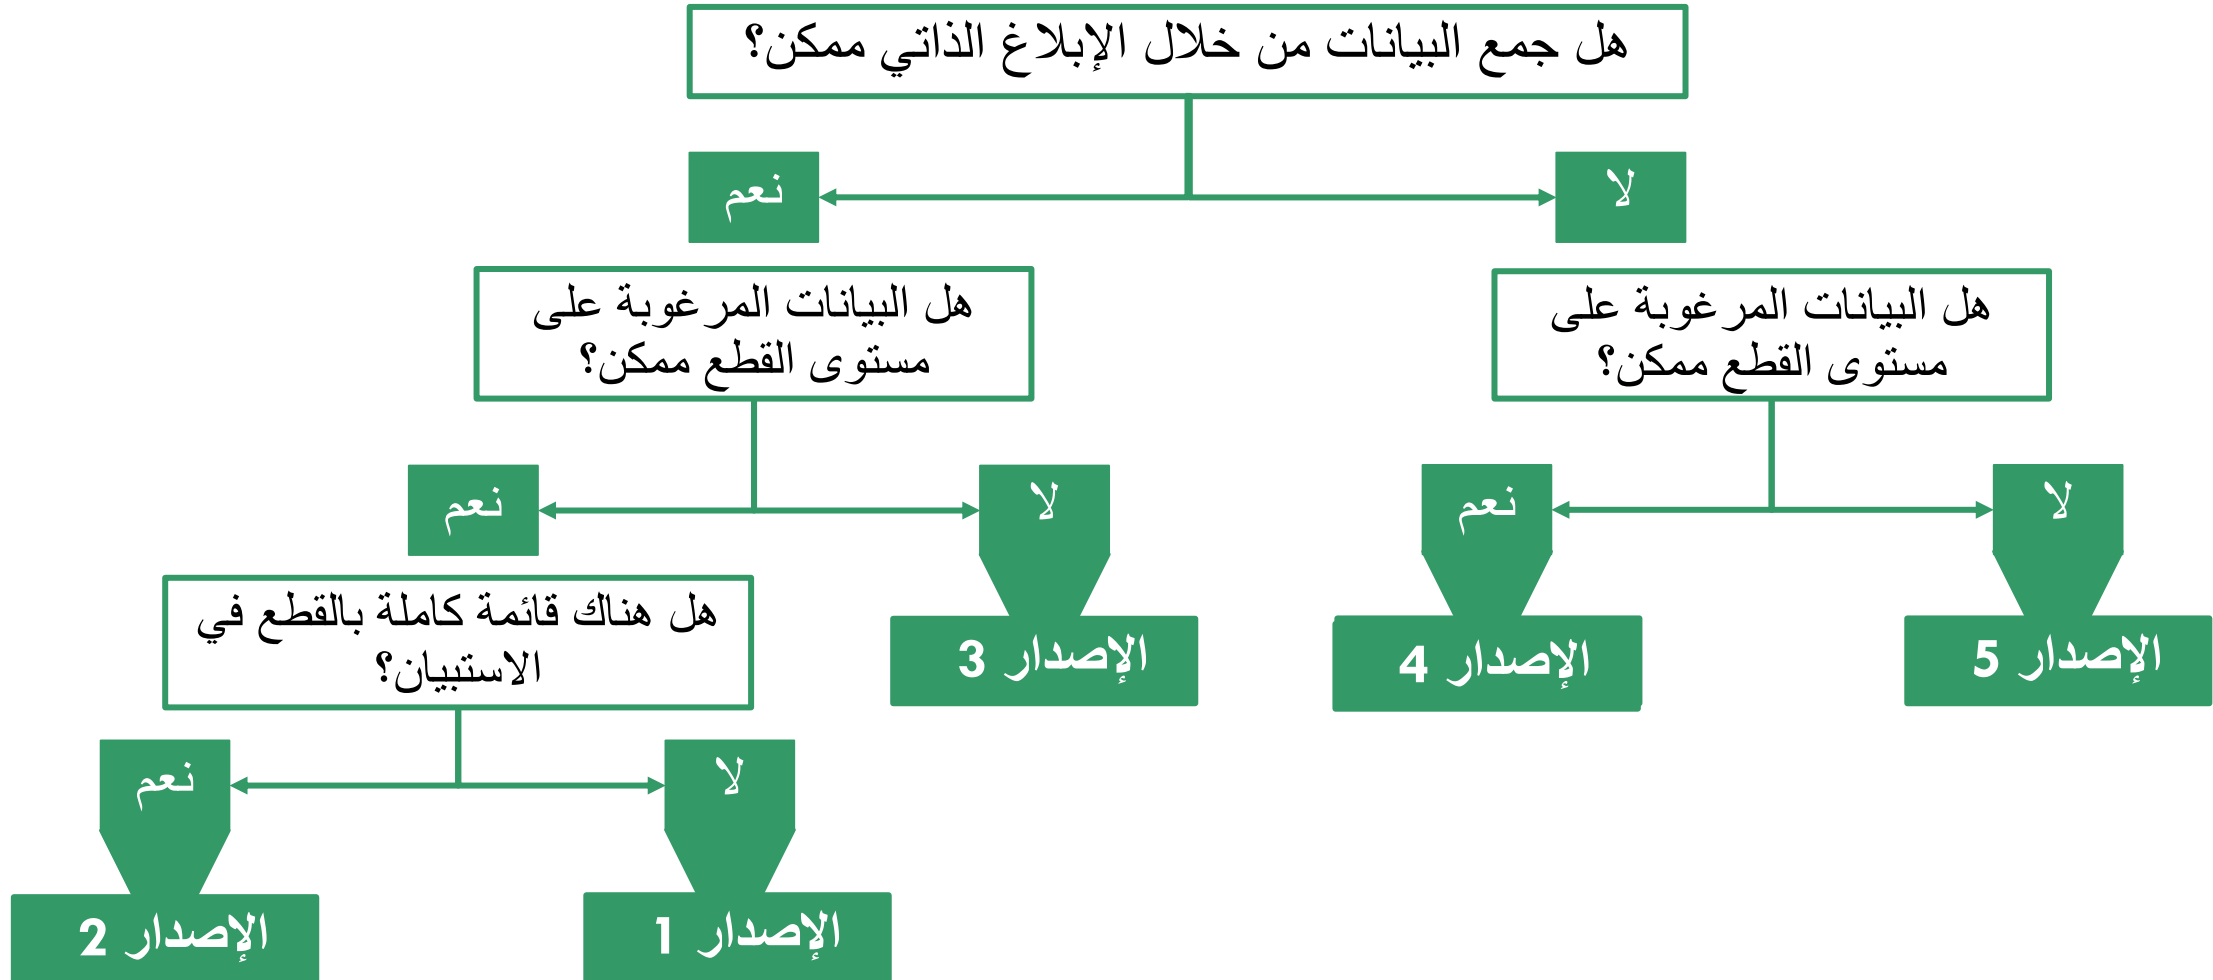 هل جمع البيانات من خلال الإبلاغ الذاتي ممكن؟
لا
نعم
هل البيانات المرغوبة على
مستوى القطع ممكن؟
هل البيانات المرغوبة على
مستوى القطع ممكن؟
لا
نعم
لا
نعم
الإصدار 5
الإصدار 4
الإصدار 3
هل هناك قائمة كاملة بالقطع في
الاستبيان؟
لا
نعم
الإصدار 1
الإصدار 2